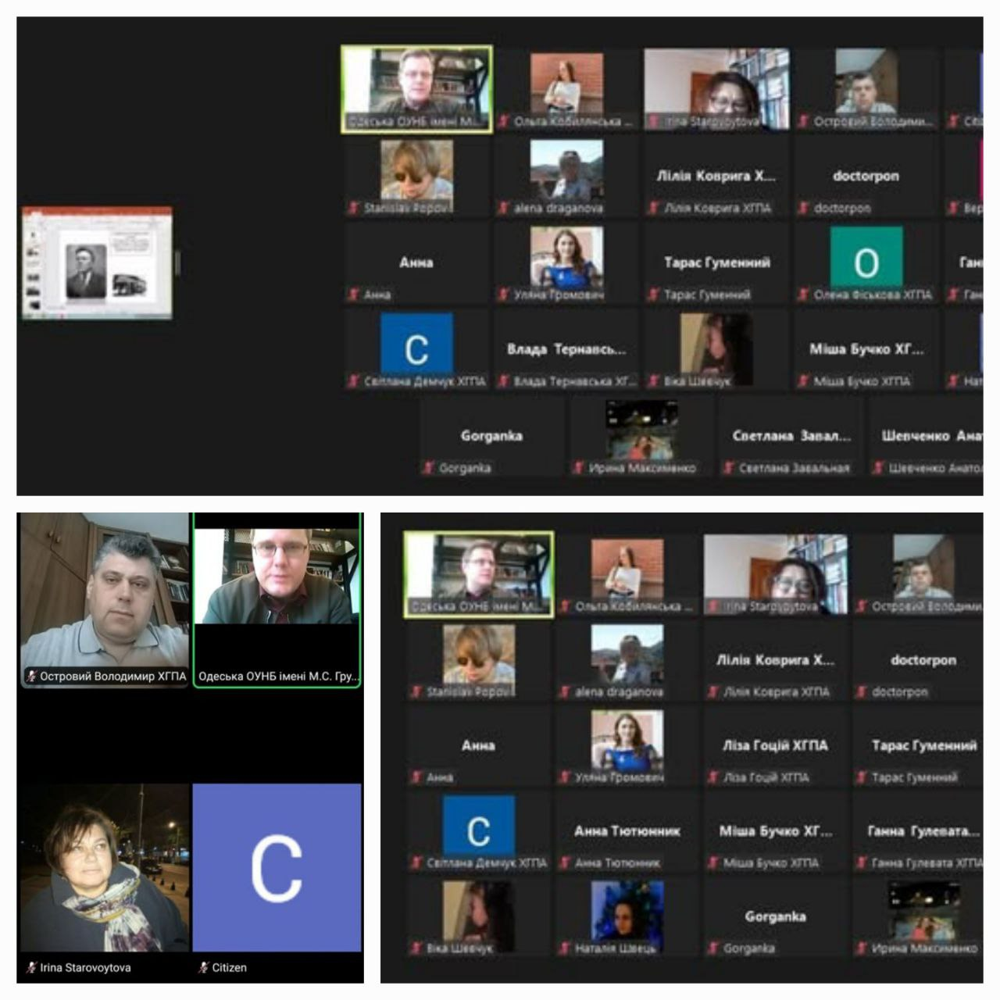 Одеська ОУНБ імені М...
Ольга Кобилянська ...
Irina Starovoytova
Островий Володими...
Stanislav Popov
alena draganova
Лілія Коврига Х...
Лілія Коврига ХГПА
doctorpon
doctorpon
Анна
Анна
Уляна Громович
Тарас Гуменний
Тарас Гуменний
О
Олена Фіськова ХГПА
С
Світлана Демчук ХГПА
Влада Тернавсь...
Влада Тернавська ХГ...
Віка Шевчук
Міша Бучко ХГ...
Міша Бучко ХГПА
Gorganka
Gorganka
Ирина Максименко
Светлана Завал...
Светлана Завальная
Шевченко Ана
Шевченко Анатол
Островий Володимир ХГПА
Одеська ОУНБ імені М.С. Гру...
Irina Starovoytova
C
Citizen
Одеська ОУНБ імені М...
Ольга Кобилянська ...
Irina Starovoytova
Островий Володими
Stanislav Popov
alena draganova
Лілія Коврига Х...
Лілія Коврига ХГПА
doctorpon
doctorpon
Анна
Анна
Уляна Громович
Ліза Гоцій ХГПА
Ліза Гоцій ХГПА
Тарас Гуменний
Тарас Гуменний
С
Світлана Демчук ХГПА
Анна Тютюнник
Анна Тютюнник
Міша Бучко ХГ...
Міша Бучко ХГПА
Ганна Гулевата...
Ганна Гулевата ХГПА
Віка Шевчук
Наталія Швець
Gorganka
Gorganka
Ирина Максименко